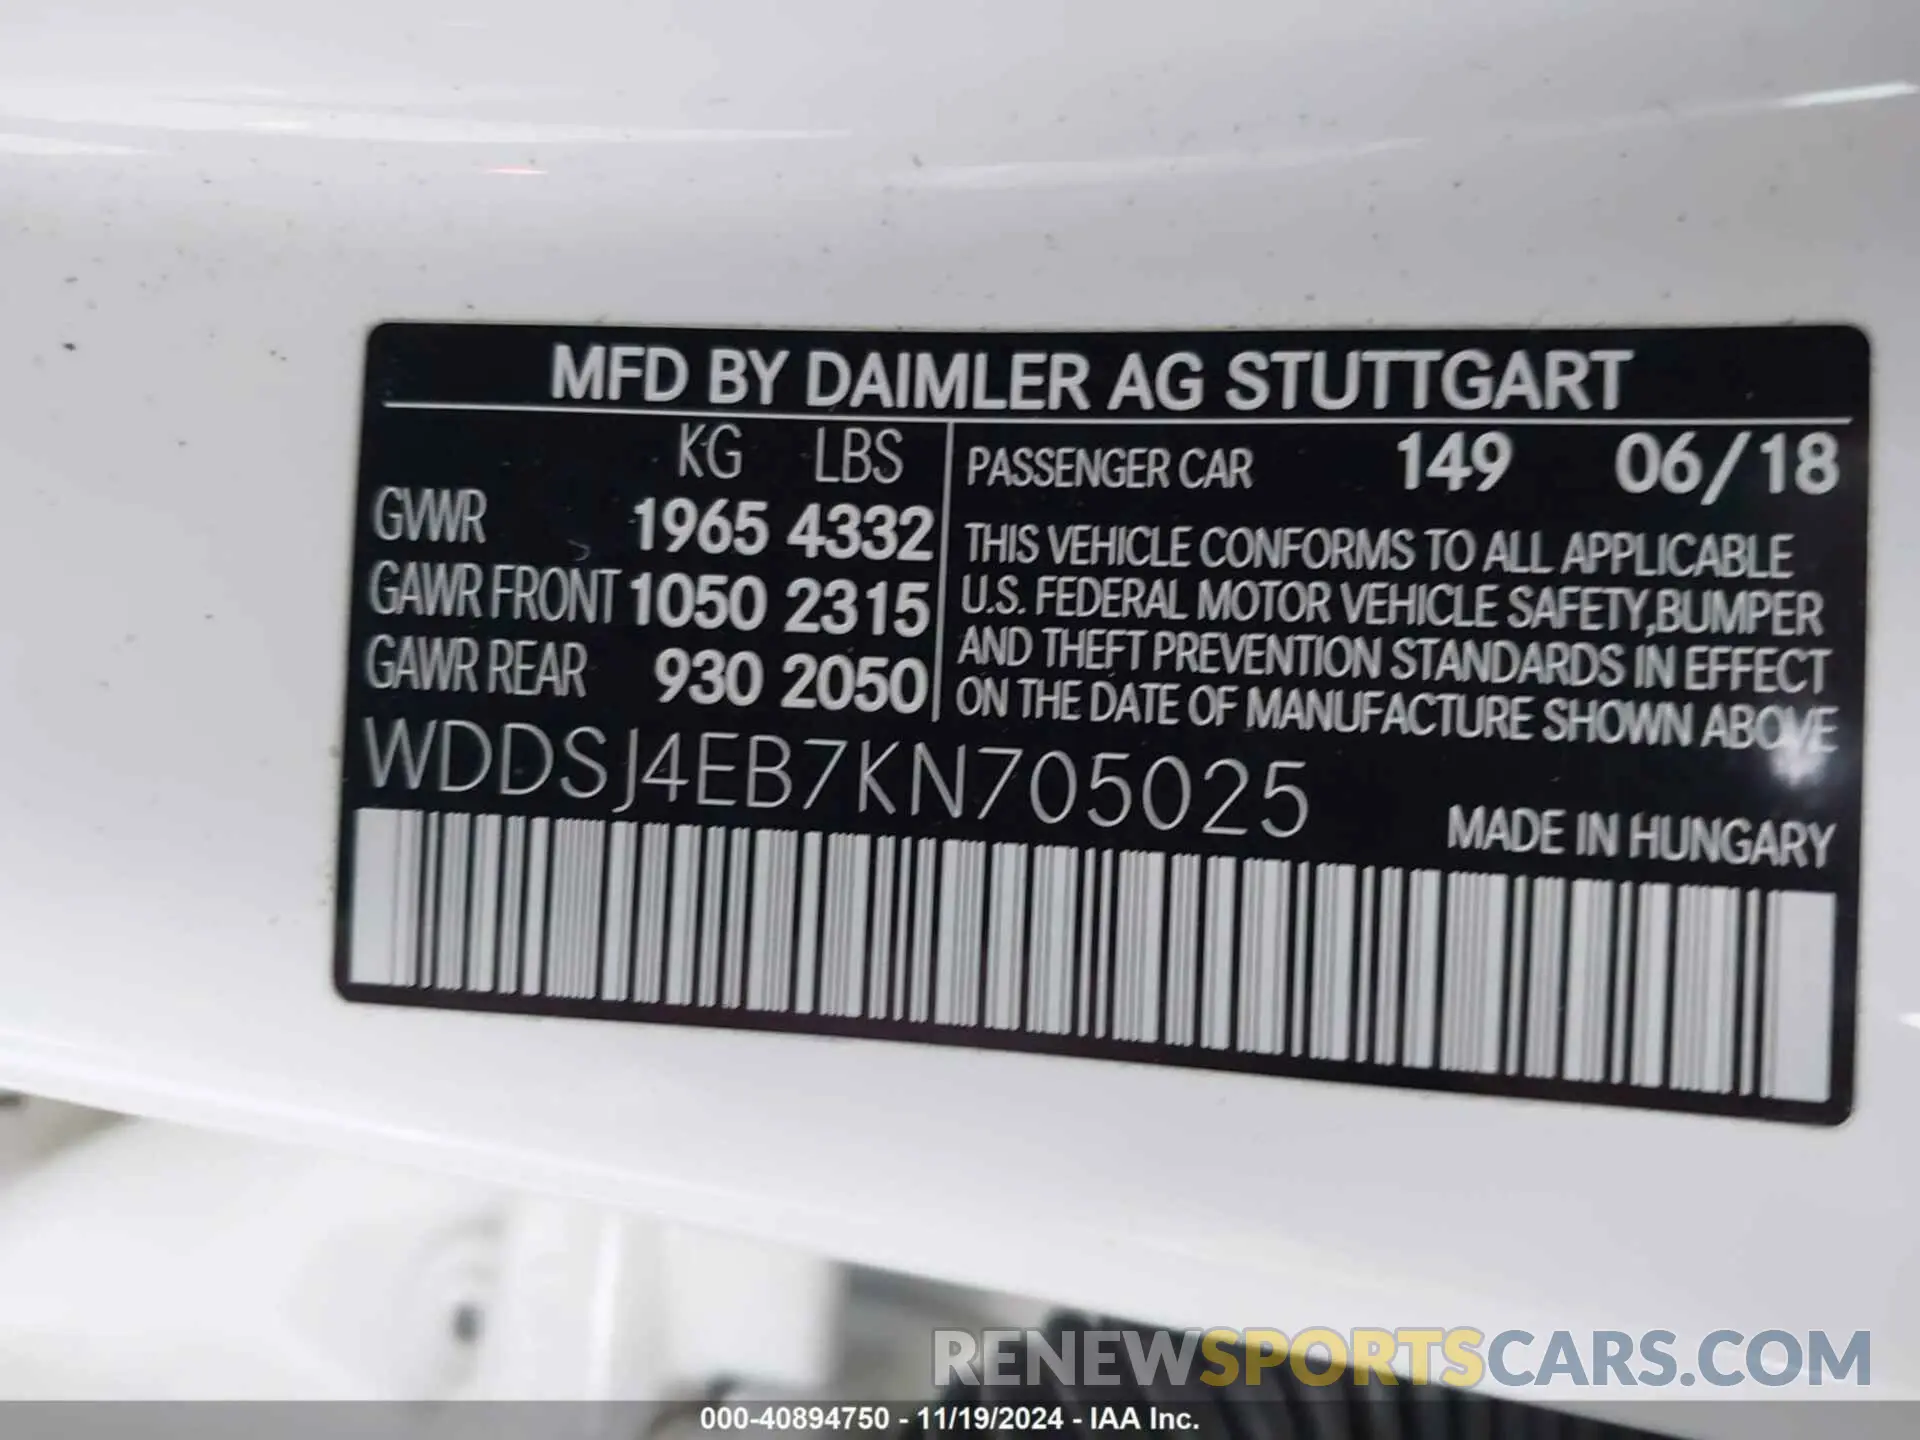 MFD BY DAIMLER AG STUTTGART
KG LBS
GVWR 1965 4332
GAWR FRONT 1050 2315
GAWR REAR 930 2050
PASSENGER CAR 149 06/18
THIS VEHICLE CONFORMS TO ALL APPLICABLE
U.S. FEDERAL MOTOR VEHICLE SAFETY,BUMPER
AND THEFT PREVENTION STANDARDS IN EFFECT
ON THE DATE OF MANUFACTURE SHOWN ABOVE
WDDSJ4EB7KN705025
MADE IN HUNGARY
RENEWSPORTSCARS.COM
000-40894750 - 11/19/2024 - IAA Inc.